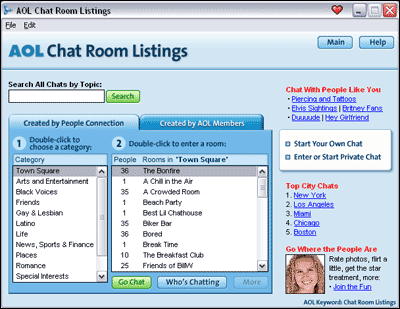 AOL Chat Room Listings
File Edit
AOL Chat Room Listings
Main Help
Search All Chats by Topic:
Search
Created by People Connection
Created by AOL Members
1 Double-click to choose a category:
2 Double-click to enter a room:
Category
Town Square
Arts and Entertainment
Black Voices
Friends
Gay & Lesbian
Latino
Life
News, Sports & Finance
Places
Romance
Special Interests
People Rooms in "Town Square"
36 The Bonfire
1 A Chill in the Air
35 A Crowded Room
1 Beach Party
1 Best Lil Chathouse
35 Biker Bar
36 Bored
1 Break Time
10 The Breakfast Club
25 Friends of BillW
Go Chat
Who's Chatting
More
Chat With People Like You
• Piercing and Tattoos
• Elvis Sightings | Britney Fans
• Duuuude | Hey Girlfriend
Start Your Own Chat
Enter or Start Private Chat
Top City Chats
1. New York
2. Los Angeles
3. Miami
4. Chicago
5. Boston
Go Where the People Are
Rate photos, flirt a
little, get the star
treatment, more:
• Join the Fun
AOL Keyword: Chat Room Listings